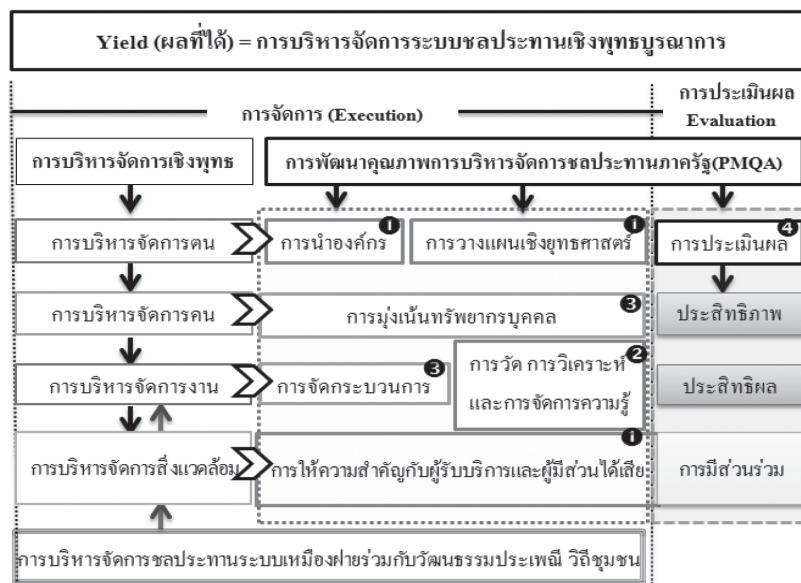 Yield (ผลที่ได้) = การบริหารจัดการระบบชลประทานเชิงพุทธบูรณาการ
การจัดการ (Execution)
การประเมินผล
Evaluation
การบริหารจัดการเชิงพุทธ
การพัฒนาคุณภาพการบริหารจัดการชลประทานภาครัฐ(PMQA)
การบริหารจัดการตน
การนำองค์กร
1
การวางแผนเชิงยุทธศาสตร์
1
การประเมินผล
4
การบริหารจัดการคน
การมุ่งเน้นทรัพยากรบุคคล
3
ประสิทธิภาพ
การบริหารจัดการงาน
การจัดกระบวนการ
3
การวัด การวิเคราะห์
และการจัดการความรู้
2
ประสิทธิผล
การบริหารจัดการสิ่งแวดล้อม
การให้ความสำคัญกับผู้รับบริการและผู้มีส่วนได้เสีย
1
การมีส่วนร่วม
การบริหารจัดการชลประทานระบบเหมืองฝายร่วมกับวัฒนธรรมประเพณี วิถีชุมชน